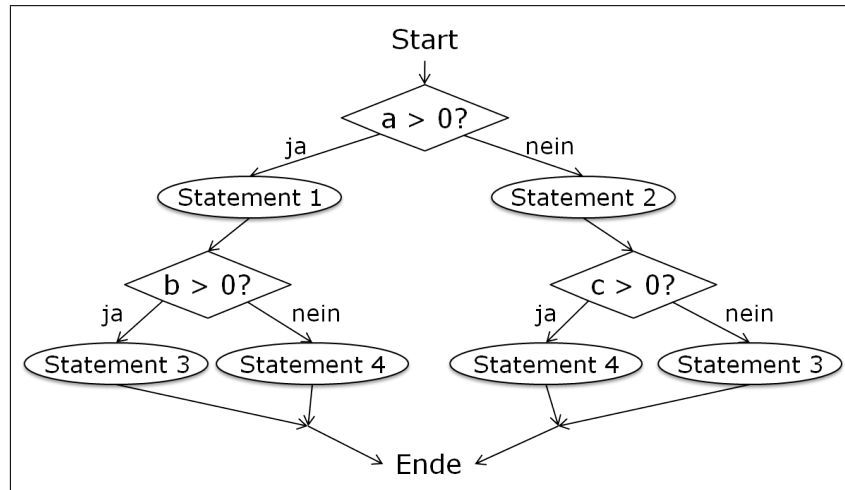 Start
a > 0?
ja
nein
Statement 1
Statement 2
b > 0?
c > 0?
ja
nein
ja
nein
Statement 3
Statement 4
Statement 4
Statement 3
Ende